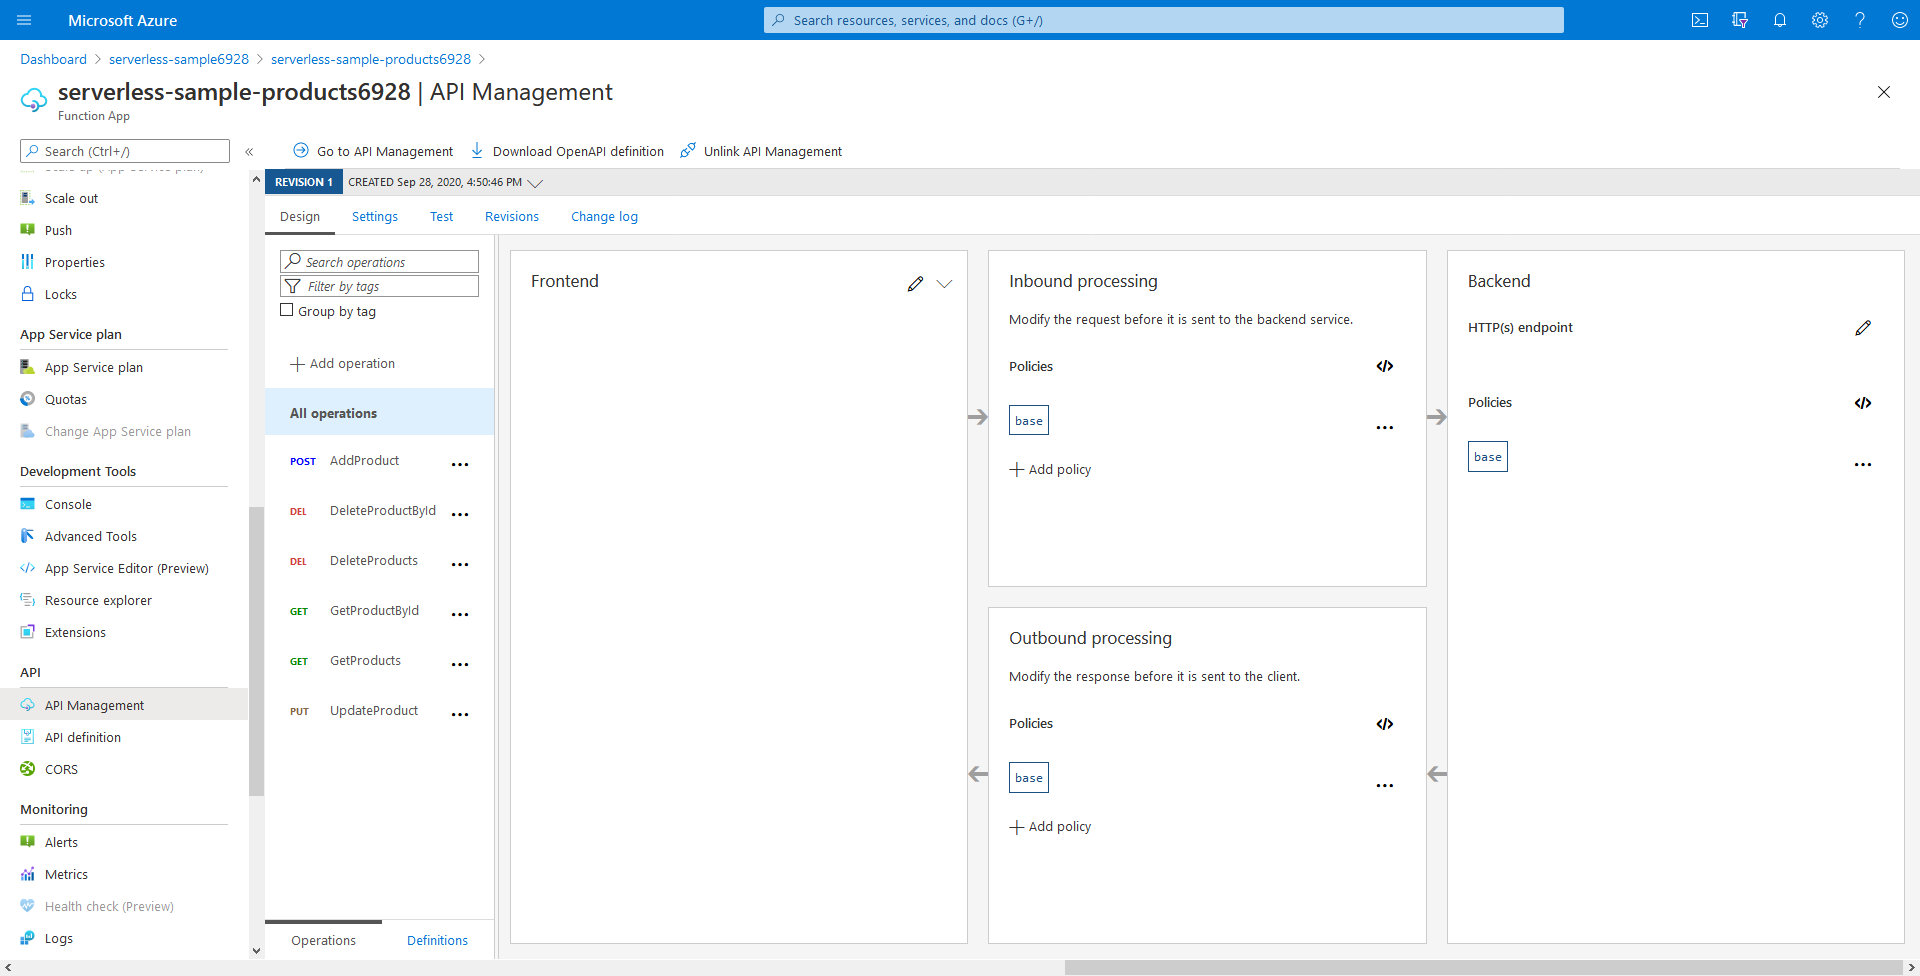 Microsoft Azure
Search resources, services, and docs (G+/)
Dashboard > serverless-sample6928 > serverless-sample-products6928 >
serverless-sample-products6928 | API Management
Function App
Search (Ctrl+/)
«
Go to API Management
Download OpenAPI definition
Unlink API Management
Scale up (App Service plan)
Scale out
Push
Properties
Locks
App Service plan
App Service plan
Quotas
Change App Service plan
Development Tools
Console
Advanced Tools
App Service Editor (Preview)
Resource explorer
Extensions
API
API Management
API definition
CORS
Monitoring
Alerts
Metrics
Health check (Preview)
Logs
REVISION 1
CREATED Sep 28, 2020, 4:50:46 PM
Design
Settings
Test
Revisions
Change log
Search operations
Filter by tags
Group by tag
Add operation
All operations
POST AddProduct
DEL DeleteProductById
DEL DeleteProducts
GET GetProductById
GET GetProducts
PUT UpdateProduct
Operations
Definitions
Frontend
Inbound processing
Modify the request before it is sent to the backend service.
Policies
base
Add policy
Outbound processing
Modify the response before it is sent to the client.
Policies
base
Add policy
Backend
HTTP(s) endpoint
Policies
base